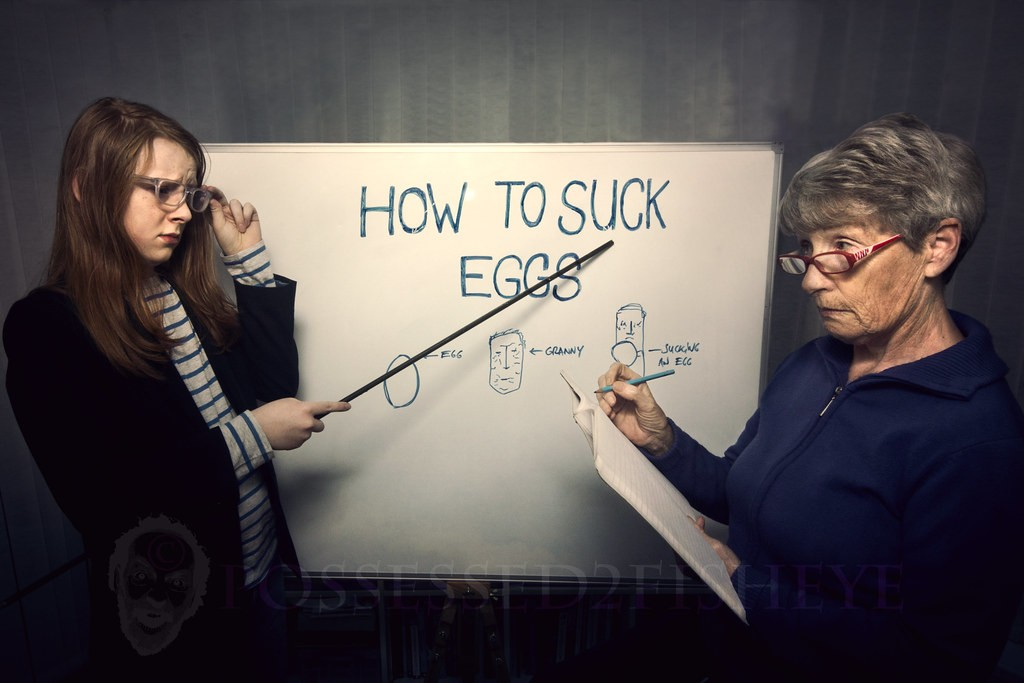 HOW TO SUCK
EGGS
← EGG
← GRANNY
SUCKING
AN EGG
© POSSESSED2FISHEYE